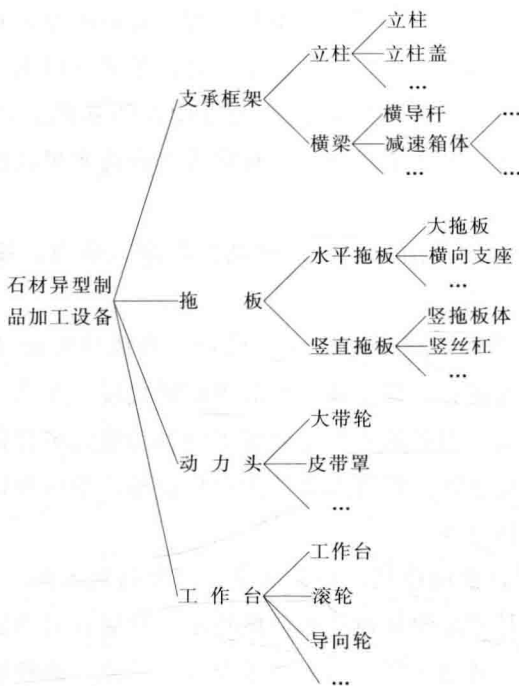 立柱
立柱
立柱盖
…
支承框架
横导杆
…
横梁
减速箱体
…
…
大拖板
水平拖板
横向支座
石材异型制
…
品加工设备
拖 板
竖拖板体
竖直拖板
竖丝杠
…
大带轮
动力头
皮带罩
…
工作台
工作台
滚轮
导向轮
…